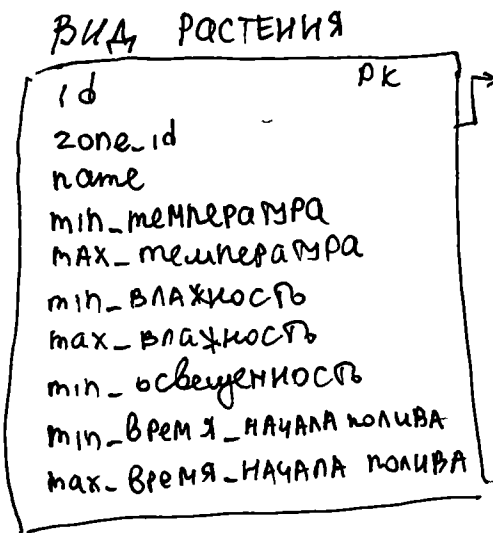 ВИД РАСТЕНИЯ
id PK
zone_id
name
min_температура
max_температура
min_влажность
max_влажность
min_освещенность
min_время_начала полива
max_время_начала полива